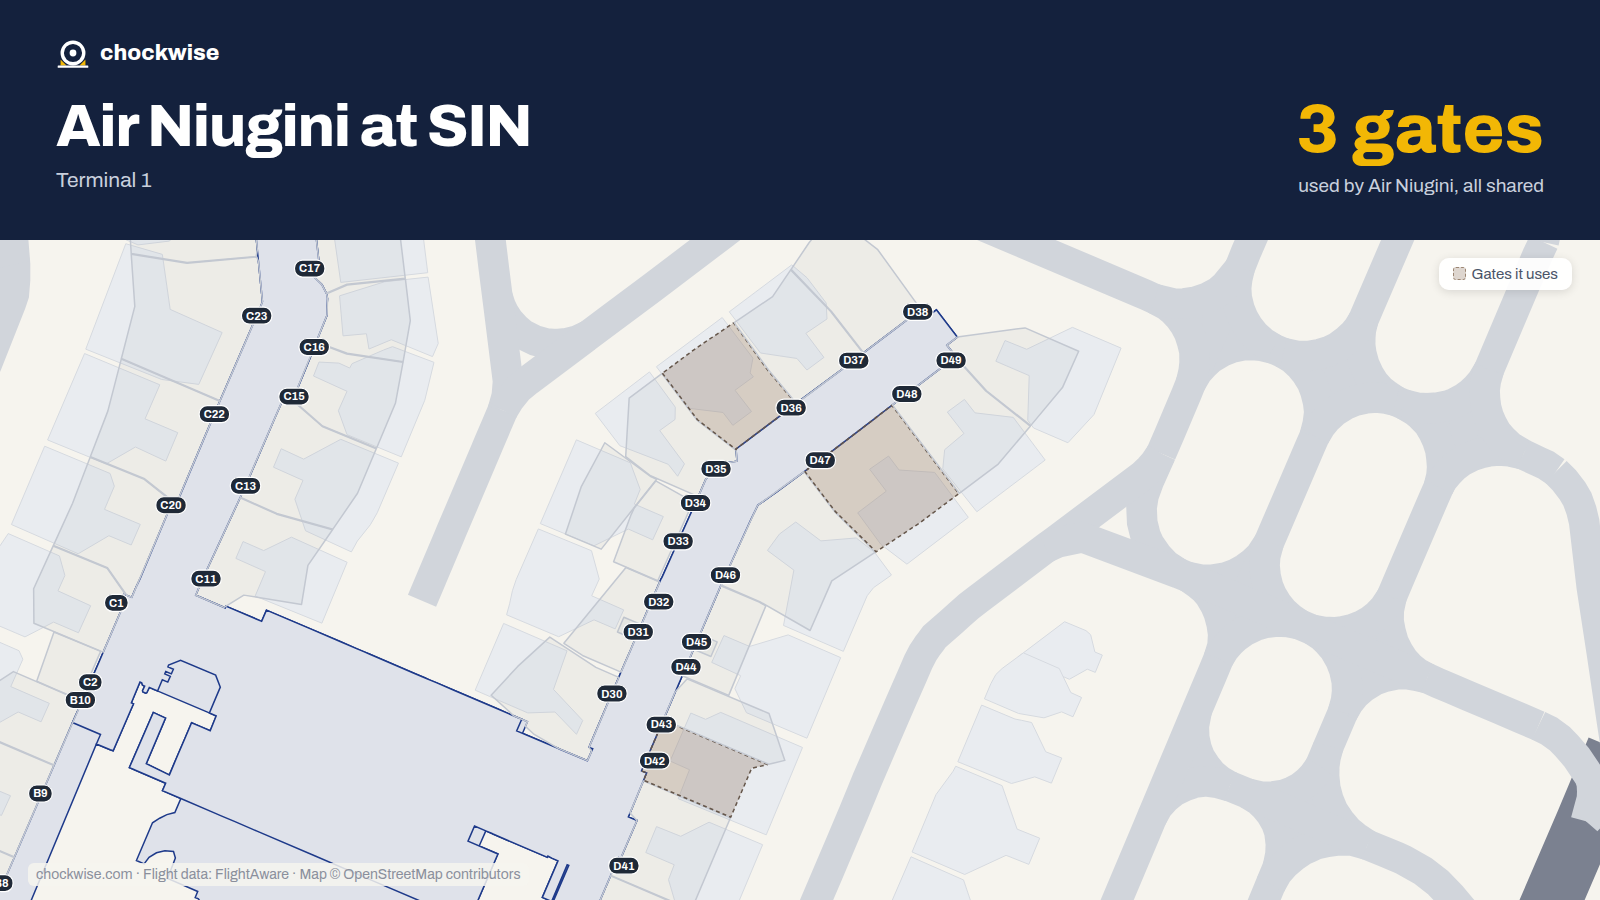 chockwise
Air Niugini at SIN
Terminal 1
3 gates
used by Air Niugini, all shared
Gates it uses
C17
C23
C16
C15
C22
C13
C20
C11
C1
C2
B10
B9
D38
D37
D49
D48
D36
D47
D35
D34
D33
D46
D32
D31
D45
D44
D30
D43
D42
D41
chockwise.com · Flight data: FlightAware · Map © OpenStreetMap contributors